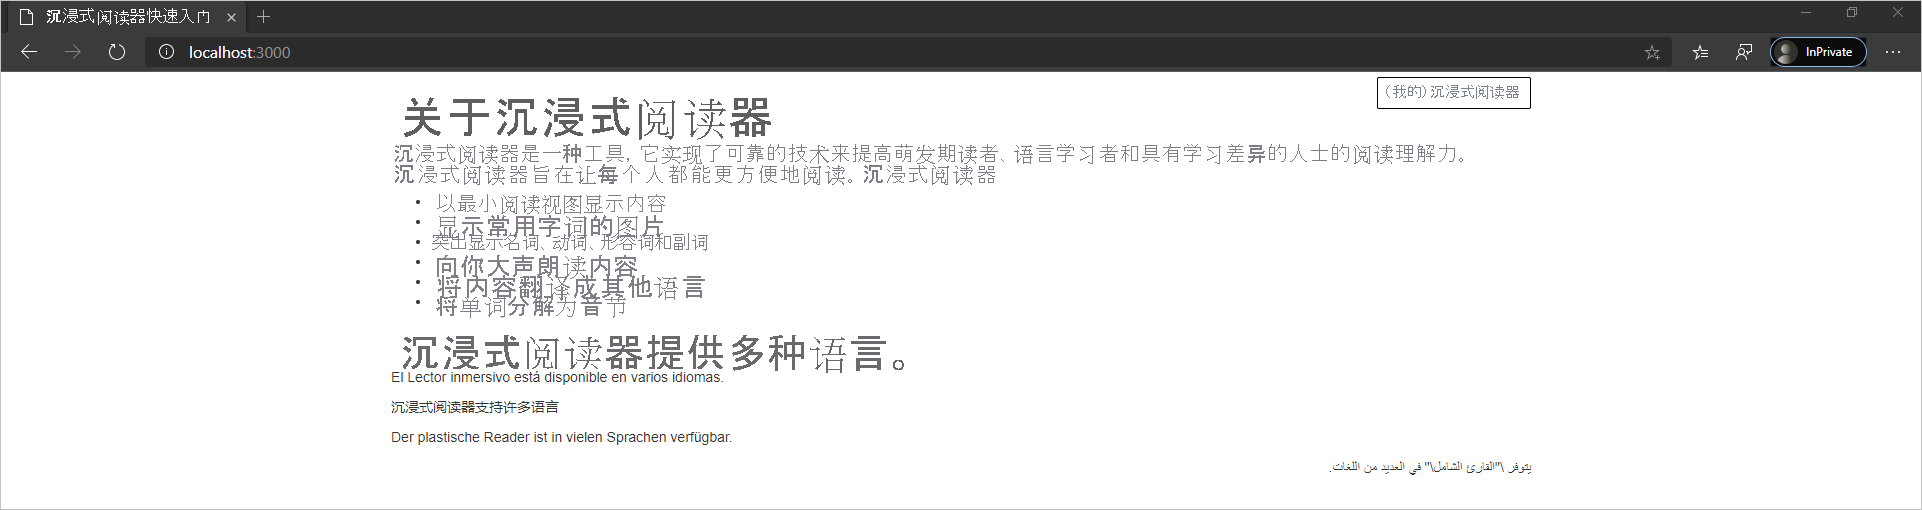 沉浸式阅读器快速入门
localhost:3000
InPrivate
(我的)沉浸式阅读器
关于沉浸式阅读器
沉浸式阅读器是一种工具, 它实现了可靠的技术来提高萌发期读者、语言学习者和具有学习差异的人士的阅读理解力。
沉浸式阅读器旨在让每个人都能更方便地阅读。沉浸式阅读器
• 以最小阅读视图显示内容
• 显示常用字词的图片
• 突出显示名词、动词、形容词和副词
• 向你大声朗读内容
• 将内容翻译成其他语言
• 将单词分解为音节
沉浸式阅读器提供多种语言。
El Lector inmersivo está disponible en varios idiomas.
沉浸式阅读器支持许多语言
Der plastische Reader ist in vielen Sprachen verfügbar.
يتوفر \"القارئ الشامل\" في العديد من اللغات.